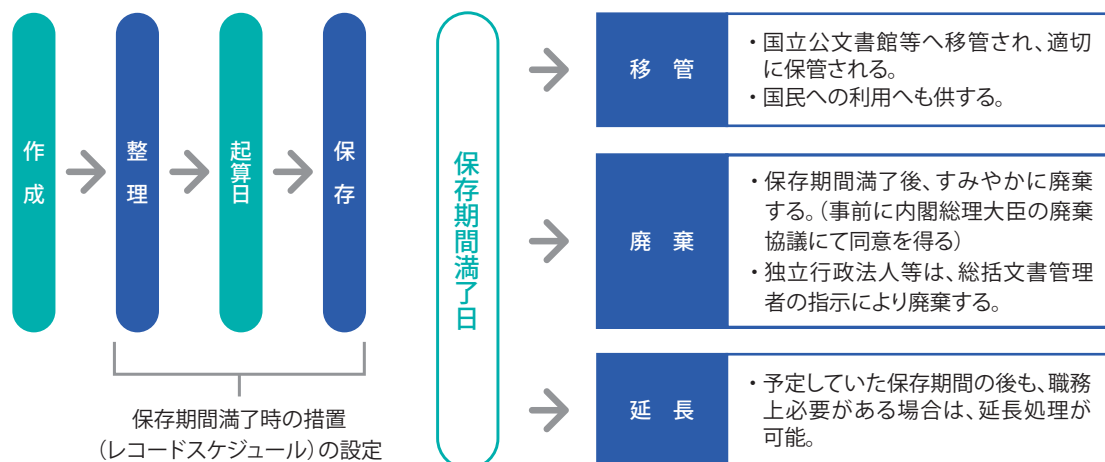 作成
整理
起算日
保存
保存期間満了時の措置
(レコードスケジュール)の設定
保存期間満了日
移 管
・国立公文書館等へ移管され、適切
に保管される。
・国民への利用へも供する。
廃 棄
・保存期間満了後、すみやかに廃棄
する。(事前に内閣総理大臣の廃棄
協議にて同意を得る)
・独立行政法人等は、総括文書管理
者の指示により廃棄する。
延 長
・予定していた保存期間の後も、職務
上必要がある場合は、延長処理が
可能。